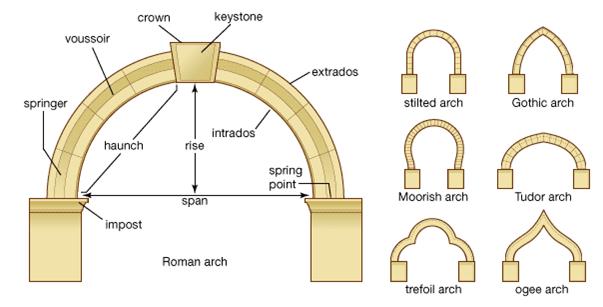 crown
keystone
voussoir
extrados
springer
haunch
rise
intrados
spring
point
span
impost
Roman arch
stilted arch
Gothic arch
Moorish arch
Tudor arch
trefoil arch
ogee arch